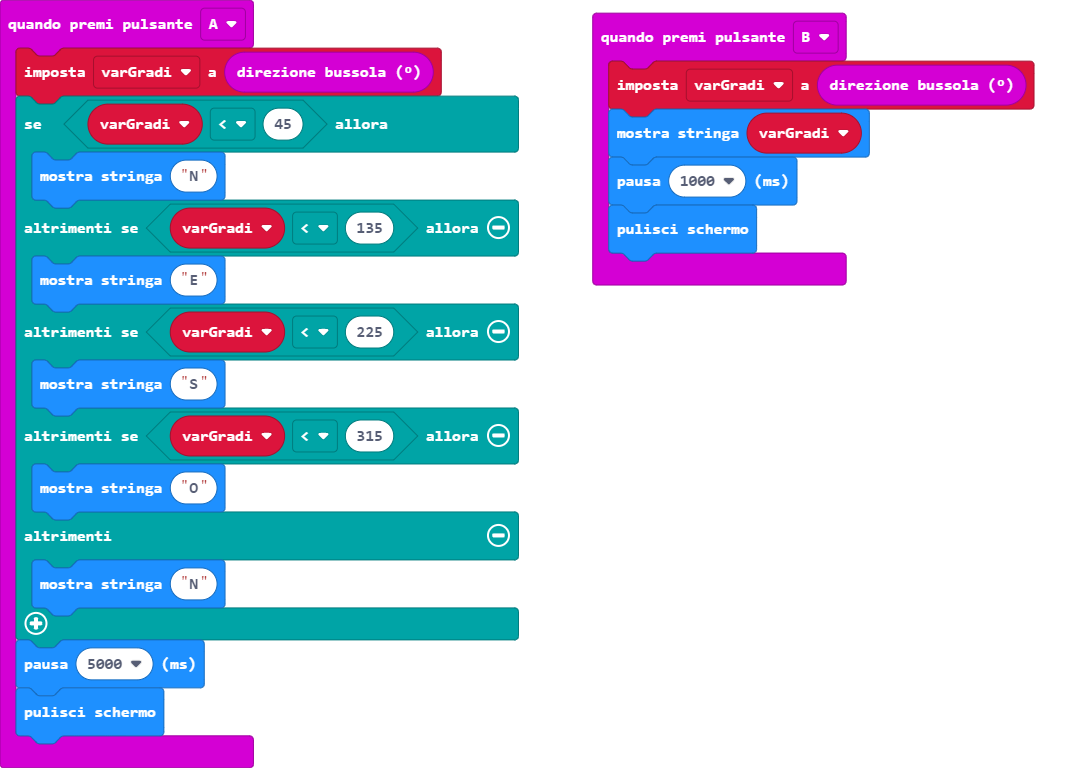 quando premi pulsante A
imposta varGradi a direzione bussola (°)
se varGradi < 45 allora
mostra stringa "N"
altrimenti se varGradi < 135 allora
mostra stringa "E"
altrimenti se varGradi < 225 allora
mostra stringa "S"
altrimenti se varGradi < 315 allora
mostra stringa "O"
altrimenti
mostra stringa "N"
pausa 5000 (ms)
pulisci schermo
quando premi pulsante B
imposta varGradi a direzione bussola (°)
mostra stringa varGradi
pausa 1000 (ms)
pulisci schermo